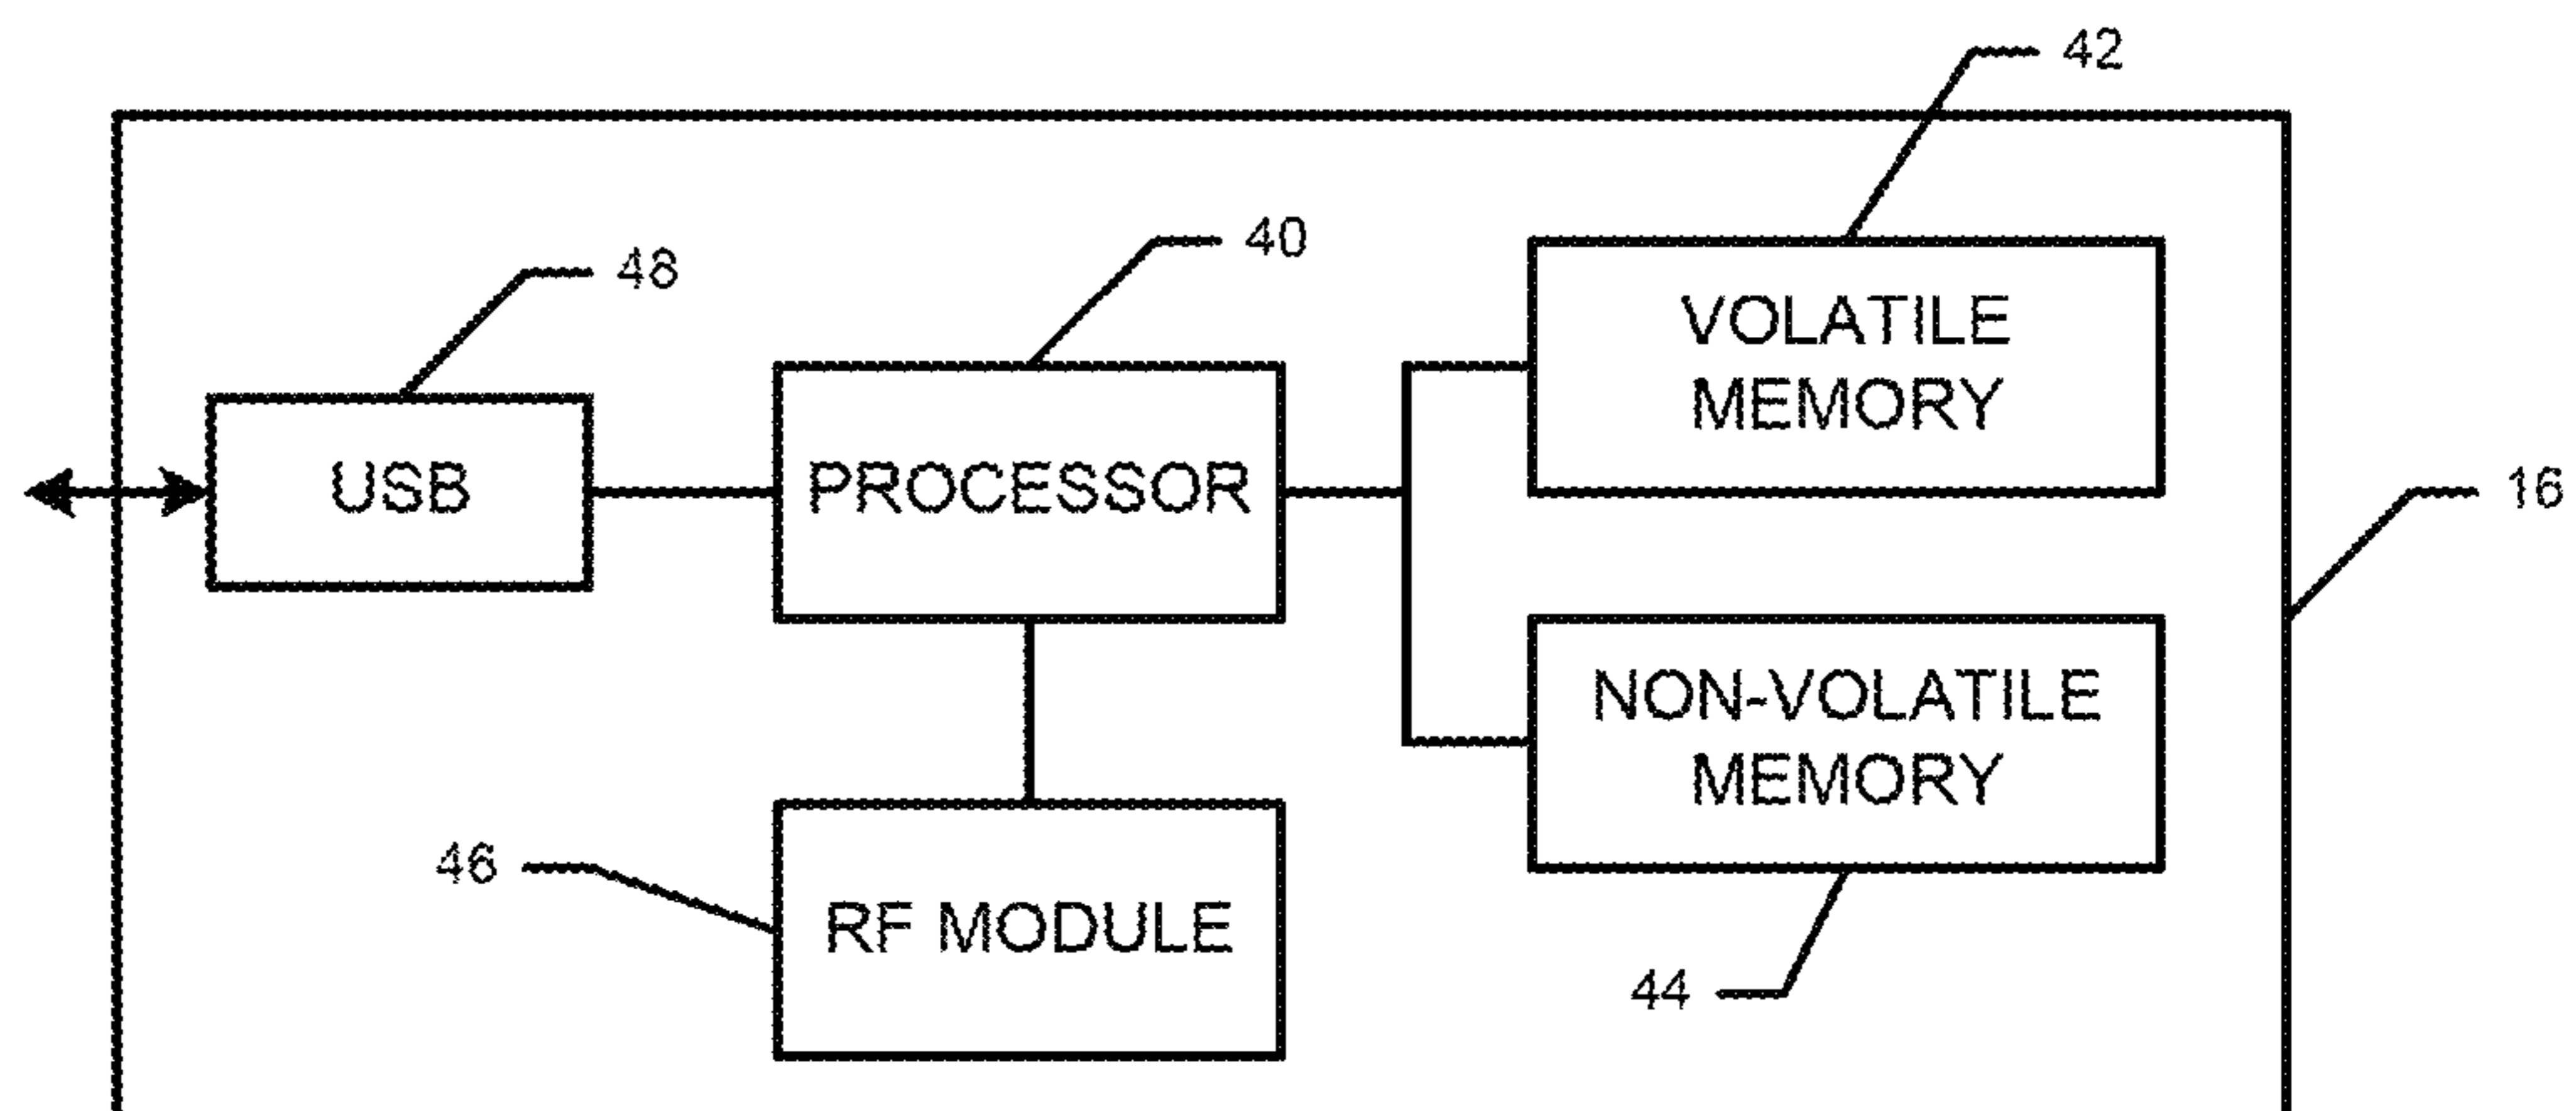 42
40
48
VOLATILE
MEMORY
USB
PROCESSOR
16
NON-VOLATILE
MEMORY
46
RF MODULE
44